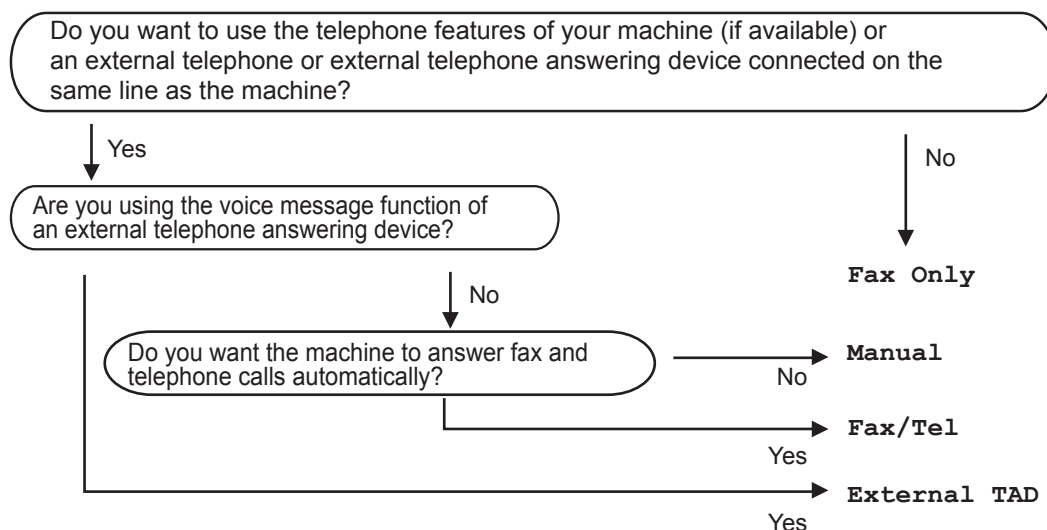 Do you want to use the telephone features of your machine (if available) or
an external telephone or external telephone answering device connected on the
same line as the machine?
Yes
No
Are you using the voice message function of
an external telephone answering device?
Fax Only
No
Do you want the machine to answer fax and
telephone calls automatically?
Manual
No
Fax/Tel
Yes
External TAD
Yes